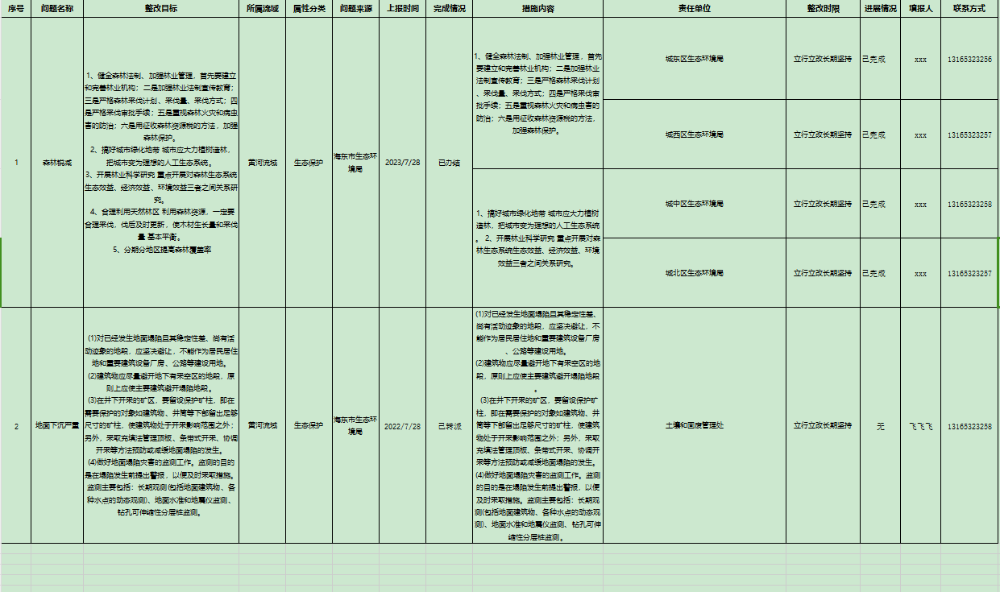 序号 问题名称 整改目标 所属流域 属性分类 问题来源 上报时间 完成情况 措施内容 责任单位 整改时限 进展情况 填报人 联系方式
1
森林锐减
1、健全森林法制、加强林业管理，首先要建立
和完善林业机构；二是加强林业法制宣传教育；
三是严格森林采伐计划、采伐量、采伐方式；四
是严格采伐审批手续；五是重视森林火灾和病虫
害的防治；六是用征收森林资源税的方法，加强
森林保护。
2、搞好城市绿化地带 城市应大力植树造林，
把城市变为理想的人工生态系统。
3、开展林业科学研究 重点开展对森林生态系统
生态效益、经济效益、环境效益三者之间关系研
究。
4、合理利用天然林区 利用森林资源，一定要
合理采伐，伐后及时更新，使木材生长量和采伐
量 基本平衡。
5、分期分地区提高森林覆盖率
黄河流域
生态保护
海东市生态环
境局
2023/7/28
已办结
1、健全森林法制、加强林业管理，首先
要建立和完善林业机构；二是加强林业
法制宣传教育；三是严格森林采伐计划
、采伐量、采伐方式；四是严格采伐审
批手续；五是重视森林火灾和病虫害的
防治；六是用征收森林资源税的方法，
加强森林保护。
城东区生态环境局 立行立改长期坚持 已完成 xxx 13165323256
城西区生态环境局 立行立改长期坚持 已完成 xxx 13165323257
1、搞好城市绿化地带 城市应大力植树
造林，把城市变为理想的人工生态系统
。 2、开展林业科学研究 重点开展对森
林生态系统生态效益、经济效益、环境
效益三者之间关系研究。
城中区生态环境局 立行立改长期坚持 已完成 xxx 13165323258
城北区生态环境局 立行立改长期坚持 已完成 xxx 13165323257
2
地面下沉严重
(1)对已经发生地面塌陷且其稳定性差、尚有活
动迹象的地段，应坚决避让，不能作为居民居住
地和重要建筑设备厂房、公路等建设用地。
(2)建筑物应尽量避开地下有采空区的地段，原
则上应使主要建筑避开塌陷地段。
(3)在井下开采的矿区，要留设保护矿柱，即在
需要保护的对象如建筑物、井筒等下部留出足够
尺寸的矿柱，使建筑物处于开采影响范围之外；
另外，采取充填法管理顶板、条带式开采、协调
开采等方法预防或减缓地面塌陷的发生。
(4)做好地面塌陷灾害的监测工作。监测的目的
是在塌陷发生前提出警报，以便及时采取措施。
监测主要包括：长期观测(包括地面建筑物、各
种水点的动态观测)、地面水准和地震仪监测、
钻孔可伸缩性分层桩监测。
黄河流域
生态保护
海东市生态环
境局
2022/7/28
已转派
(1)对已经发生地面塌陷且其稳定性差、
尚有活动迹象的地段，应坚决避让，不
能作为居民居住地和重要建筑设备厂房
、公路等建设用地。
(2)建筑物应尽量避开地下有采空区的地
段，原则上应使主要建筑避开塌陷地段
。
(3)在井下开采的矿区，要留设保护矿
柱，即在需要保护的对象如建筑物、井
筒等下部留出足够尺寸的矿柱，使建筑
物处于开采影响范围之外；另外，采取
充填法管理顶板、条带式开采、协调开
采等方法预防或减缓地面塌陷的发生。
(4)做好地面塌陷灾害的监测工作。监测
的目的是在塌陷发生前提出警报，以便
及时采取措施。监测主要包括：长期观
测(包括地面建筑物、各种水点的动态观
测)、地面水准和地震仪监测、钻孔可伸
缩性分层桩监测。
土壤和固废管理处 立行立改长期坚持 无 飞飞飞 13165323258